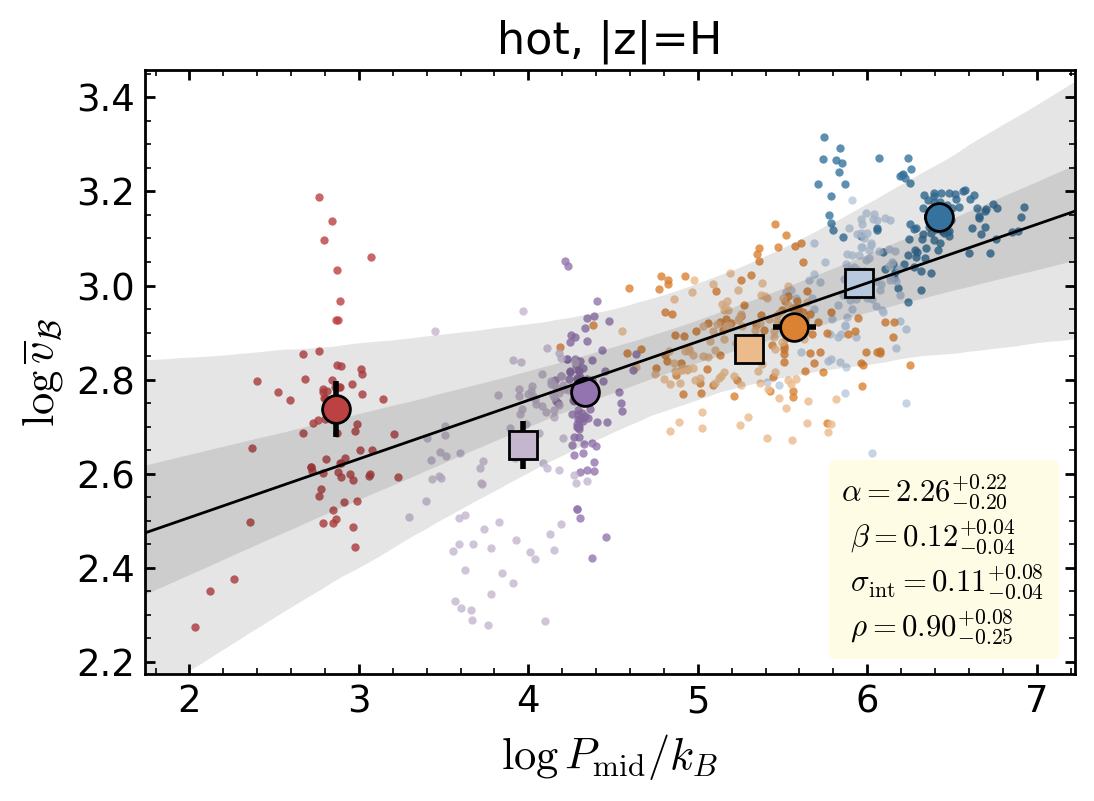 hot, |z|=H
3.4
3.2
3.0
2.8
2.6
2.4
2.2
log v̅_ℬ
α = 2.26^{+0.22}_{−0.20}
β = 0.12^{+0.04}_{−0.04}
σ_int = 0.11^{+0.08}_{−0.04}
ρ = 0.90^{+0.08}_{−0.25}
2 3 4 5 6 7
log P_mid/k_B